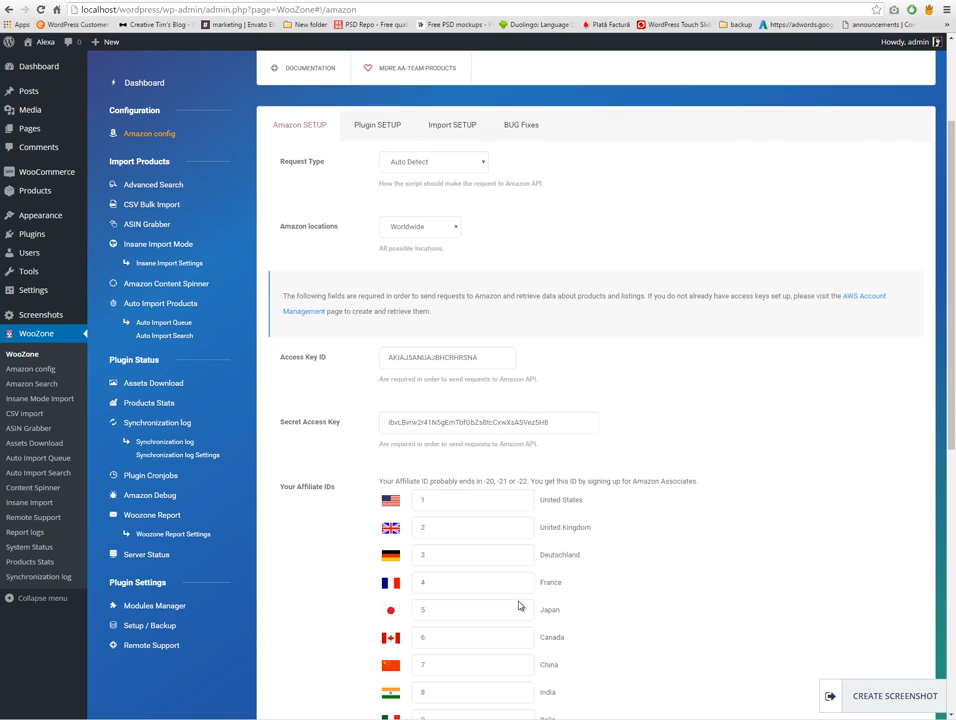 localhost/wordpress/wp-admin/admin.php?page=WooZone#!/amazon
Apps
WordPress Customer
Creative Tim's Blog -
marketing | Envato El
New folder
PSD Repo - Free qual
Free PSD mockups - F
Duolingo: Language C
Plată Factură
WordPress Touch Slid
backup
https://adwords.goog
announcements | Co
Alexa
0
New
Howdy, admin
Dashboard
Posts
Media
Pages
Comments
WooCommerce
Products
Appearance
Plugins
Users
Tools
Settings
Screenshots
WooZone
WooZone
Amazon config
Amazon Search
Insane Mode Import
CSV import
ASIN Grabber
Assets Download
Auto Import Queue
Auto Import Search
Content Spinner
Insane Import
Remote Support
Report logs
System Status
Products Stats
Synchronization log
Collapse menu
Dashboard
Configuration
Amazon config
Import Products
Advanced Search
CSV Bulk Import
ASIN Grabber
Insane Import Mode
Insane Import Settings
Amazon Content Spinner
Auto Import Products
Auto Import Queue
Auto Import Search
Plugin Status
Assets Download
Products Stats
Synchronization log
Synchronization log
Synchronization log Settings
Plugin Cronjobs
Amazon Debug
Woozone Report
Woozone Report Settings
Server Status
Plugin Settings
Modules Manager
Setup / Backup
Remote Support
DOCUMENTATION
MORE AA-TEAM PRODUCTS
Amazon SETUP
Plugin SETUP
Import SETUP
BUG Fixes
Request Type
Auto Detect
How the script should make the request to Amazon API.
Amazon locations
Worldwide
All possible locations.
The following fields are required in order to send requests to Amazon and retrieve data about products and listings. If you do not already have access keys set up, please visit the AWS Account
Management page to create and retrieve them.
Access Key ID
AKIAJ5ANUAJBHCRHRSNA
Are required in order to send requests to Amazon API.
Secret Access Key
ibvLBvrw2r41N5gEmTbfGbZs8tcCxwXsASVez5H8
Are required in order to send requests to Amazon API.
Your Affiliate IDs
Your Affiliate ID probably ends in -20, -21 or -22. You get this ID by signing up for Amazon Associates.
1 United States
2 United Kingdom
3 Deutschland
4 France
5 Japan
6 Canada
7 China
8 India
CREATE SCREENSHOT